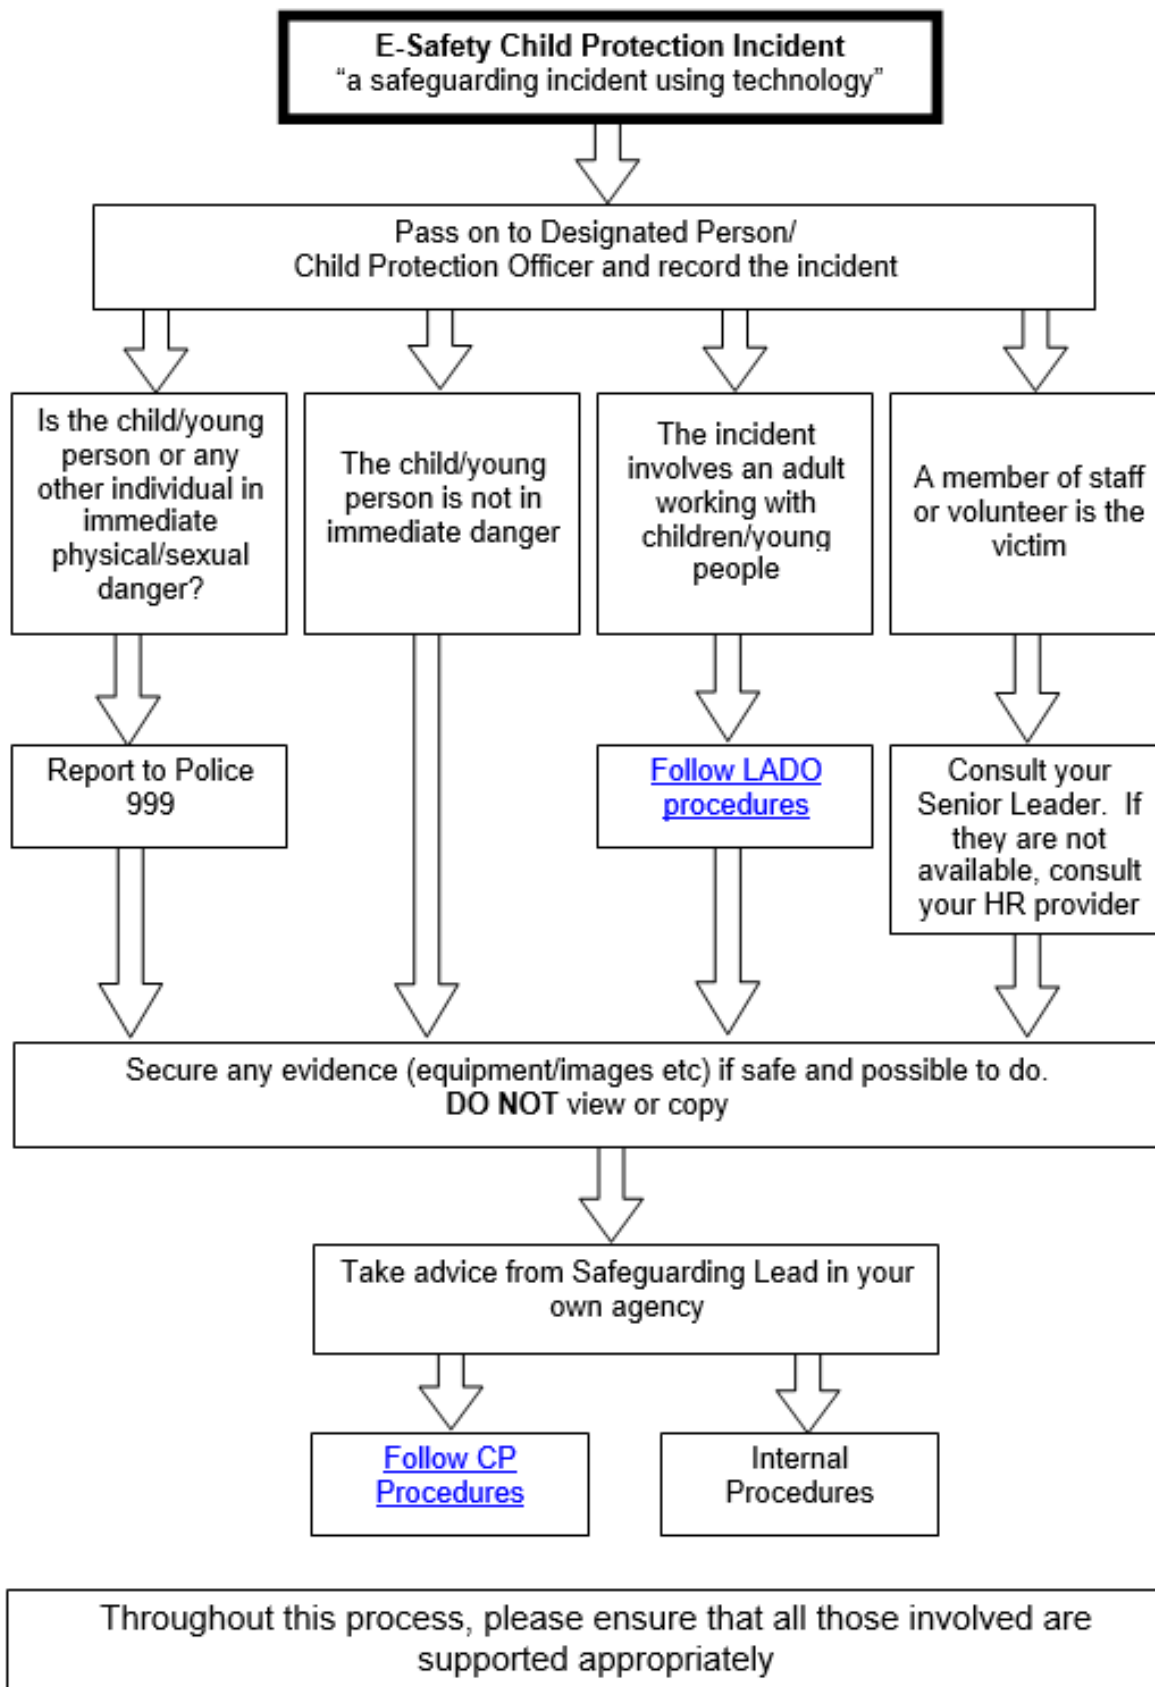 E-Safety Child Protection Incident
“a safeguarding incident using technology”
Pass on to Designated Person/
Child Protection Officer and record the incident
Is the child/young
person or any
other individual in
immediate
physical/sexual
danger?
The child/young
person is not in
immediate danger
The incident
involves an adult
working with
children/young
people
A member of staff
or volunteer is the
victim
Report to Police
999
Follow LADO
procedures
Consult your
Senior Leader. If
they are not
available, consult
your HR provider
Secure any evidence (equipment/images etc) if safe and possible to do.
DO NOT view or copy
Take advice from Safeguarding Lead in your
own agency
Follow CP
Procedures
Internal
Procedures
Throughout this process, please ensure that all those involved are
supported appropriately